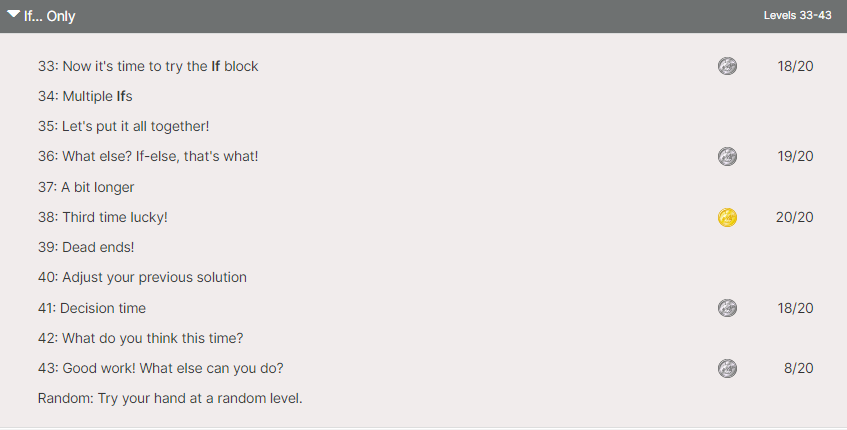 If... Only
Levels 33-43
33: Now it's time to try the If block 18/20
34: Multiple Ifs
35: Let's put it all together!
36: What else? If-else, that's what! 19/20
37: A bit longer
38: Third time lucky! 20/20
39: Dead ends!
40: Adjust your previous solution
41: Decision time 18/20
42: What do you think this time?
43: Good work! What else can you do? 8/20
Random: Try your hand at a random level.